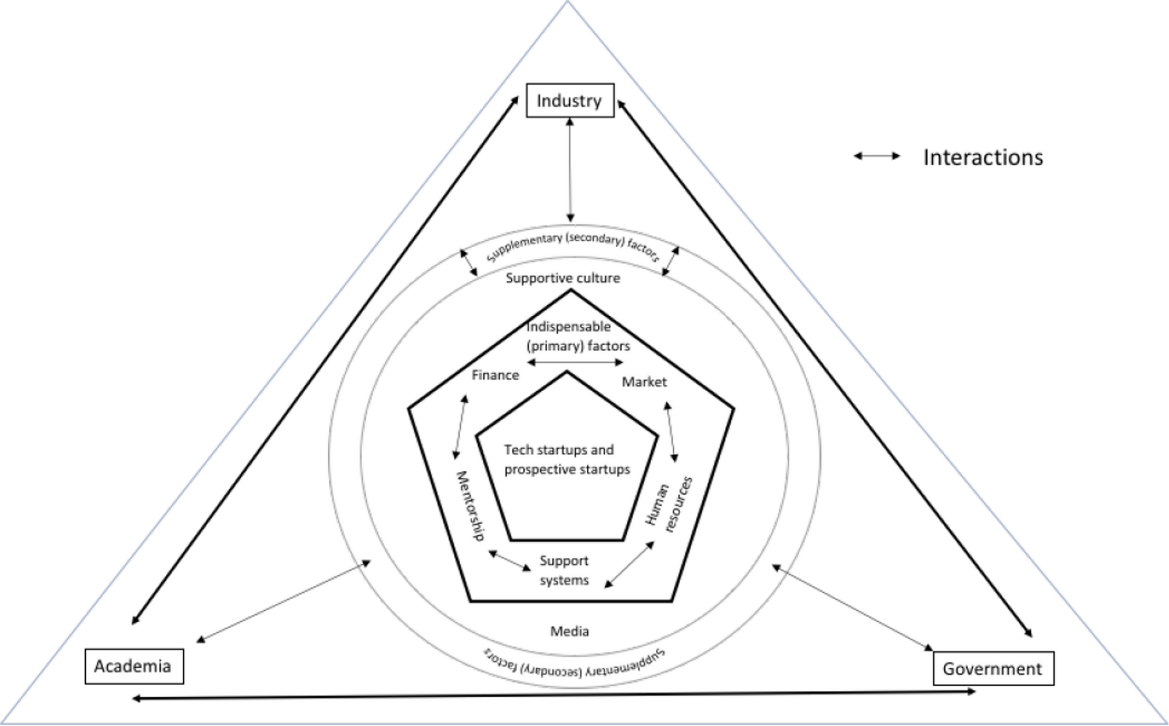 Industry
Interactions
Supplementary (secondary) factors
Supportive culture
Indispensable
(primary) factors
Finance
Market
Tech startups and
prospective startups
Mentorship
Human
resources
Support
systems
Media
Supplementary (secondary) factors
Academia
Government